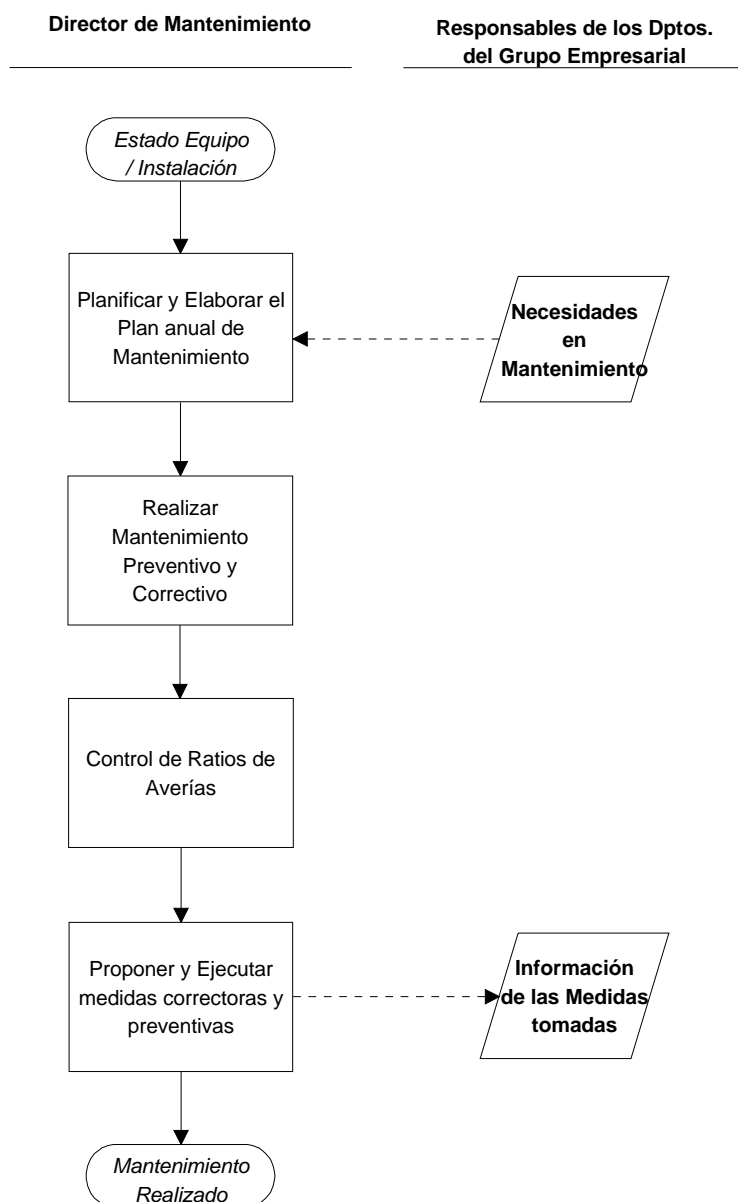 Director de Mantenimiento
Responsables de los Dptos.
del Grupo Empresarial
Estado Equipo
/ Instalación
Planificar y Elaborar el
Plan anual de
Mantenimiento
Necesidades
en
Mantenimiento
Realizar
Mantenimiento
Preventivo y
Correctivo
Control de Ratios de
Averías
Proponer y Ejecutar
medidas correctoras y
preventivas
Información
de las Medidas
tomadas
Mantenimiento
Realizado